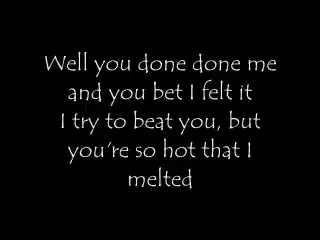 Well you done done me
and you bet I felt it
I try to beat you, but
you're so hot that I
melted